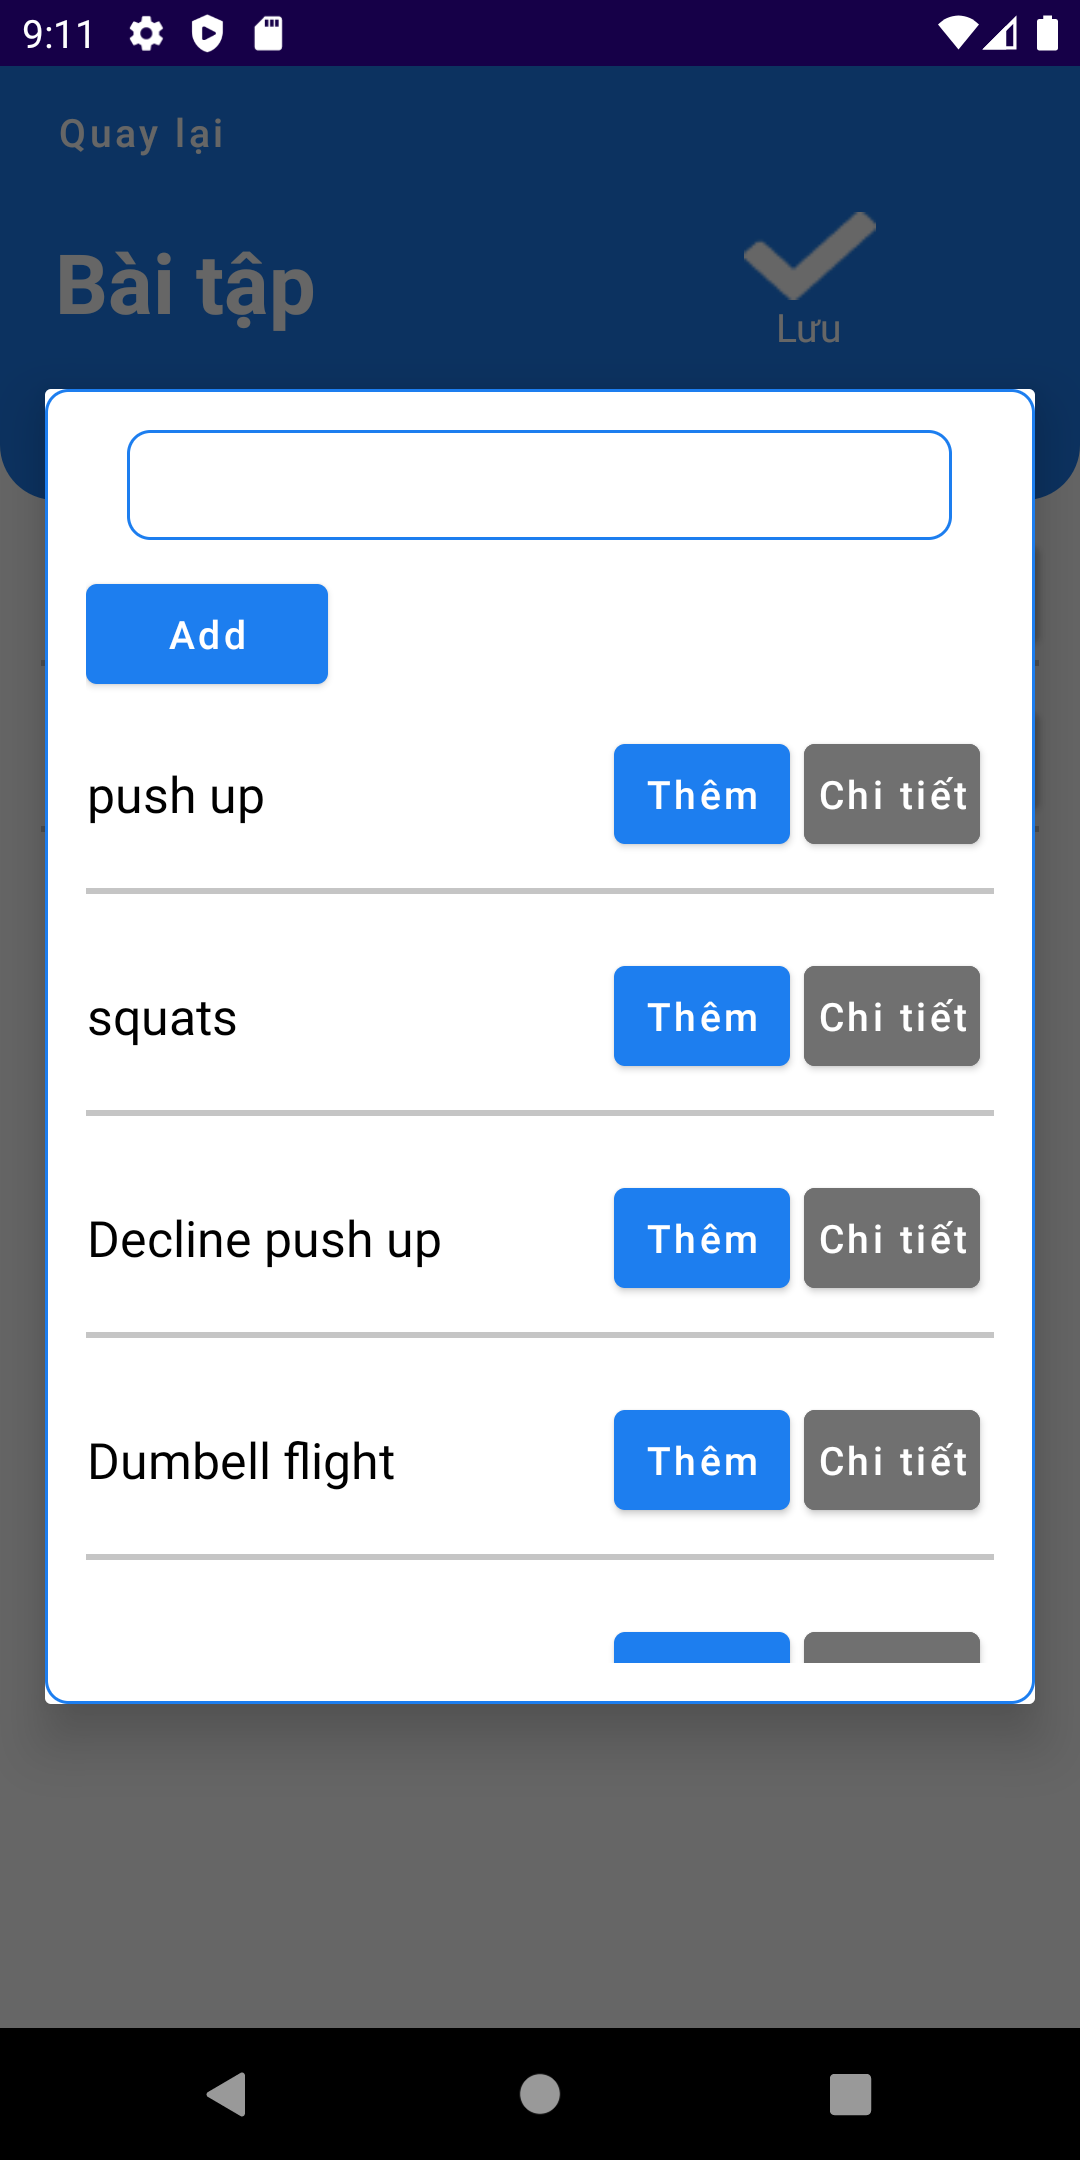 9:11
Quay lại
Bài tập
Lưu
Add
push up
Thêm
Chi tiết
squats
Thêm
Chi tiết
Decline push up
Thêm
Chi tiết
Dumbell flight
Thêm
Chi tiết